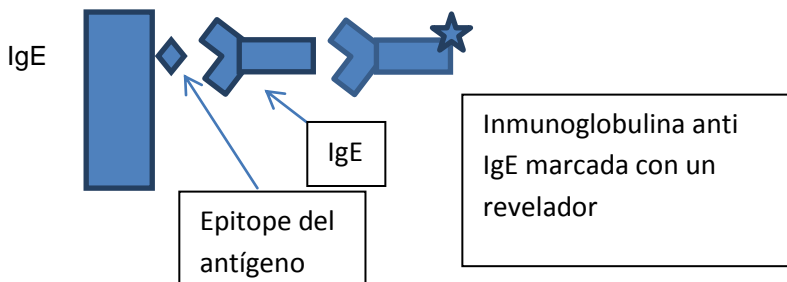 IgE
IgE
Inmunoglobulina anti
IgE marcada con un
revelador
Epitope del
antígeno